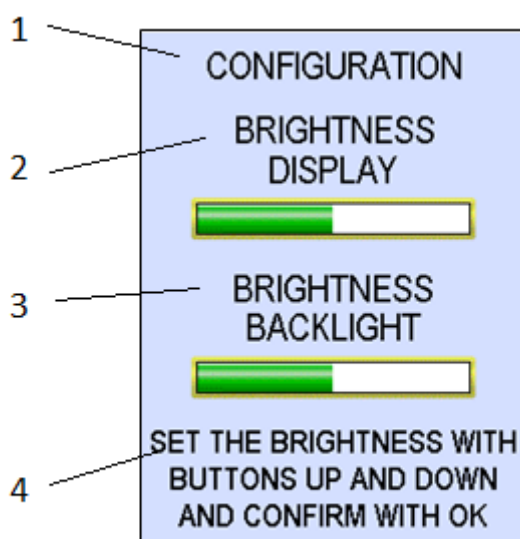 1
CONFIGURATION
2
BRIGHTNESS
DISPLAY
3
BRIGHTNESS
BACKLIGHT
4
SET THE BRIGHTNESS WITH
BUTTONS UP AND DOWN
AND CONFIRM WITH OK